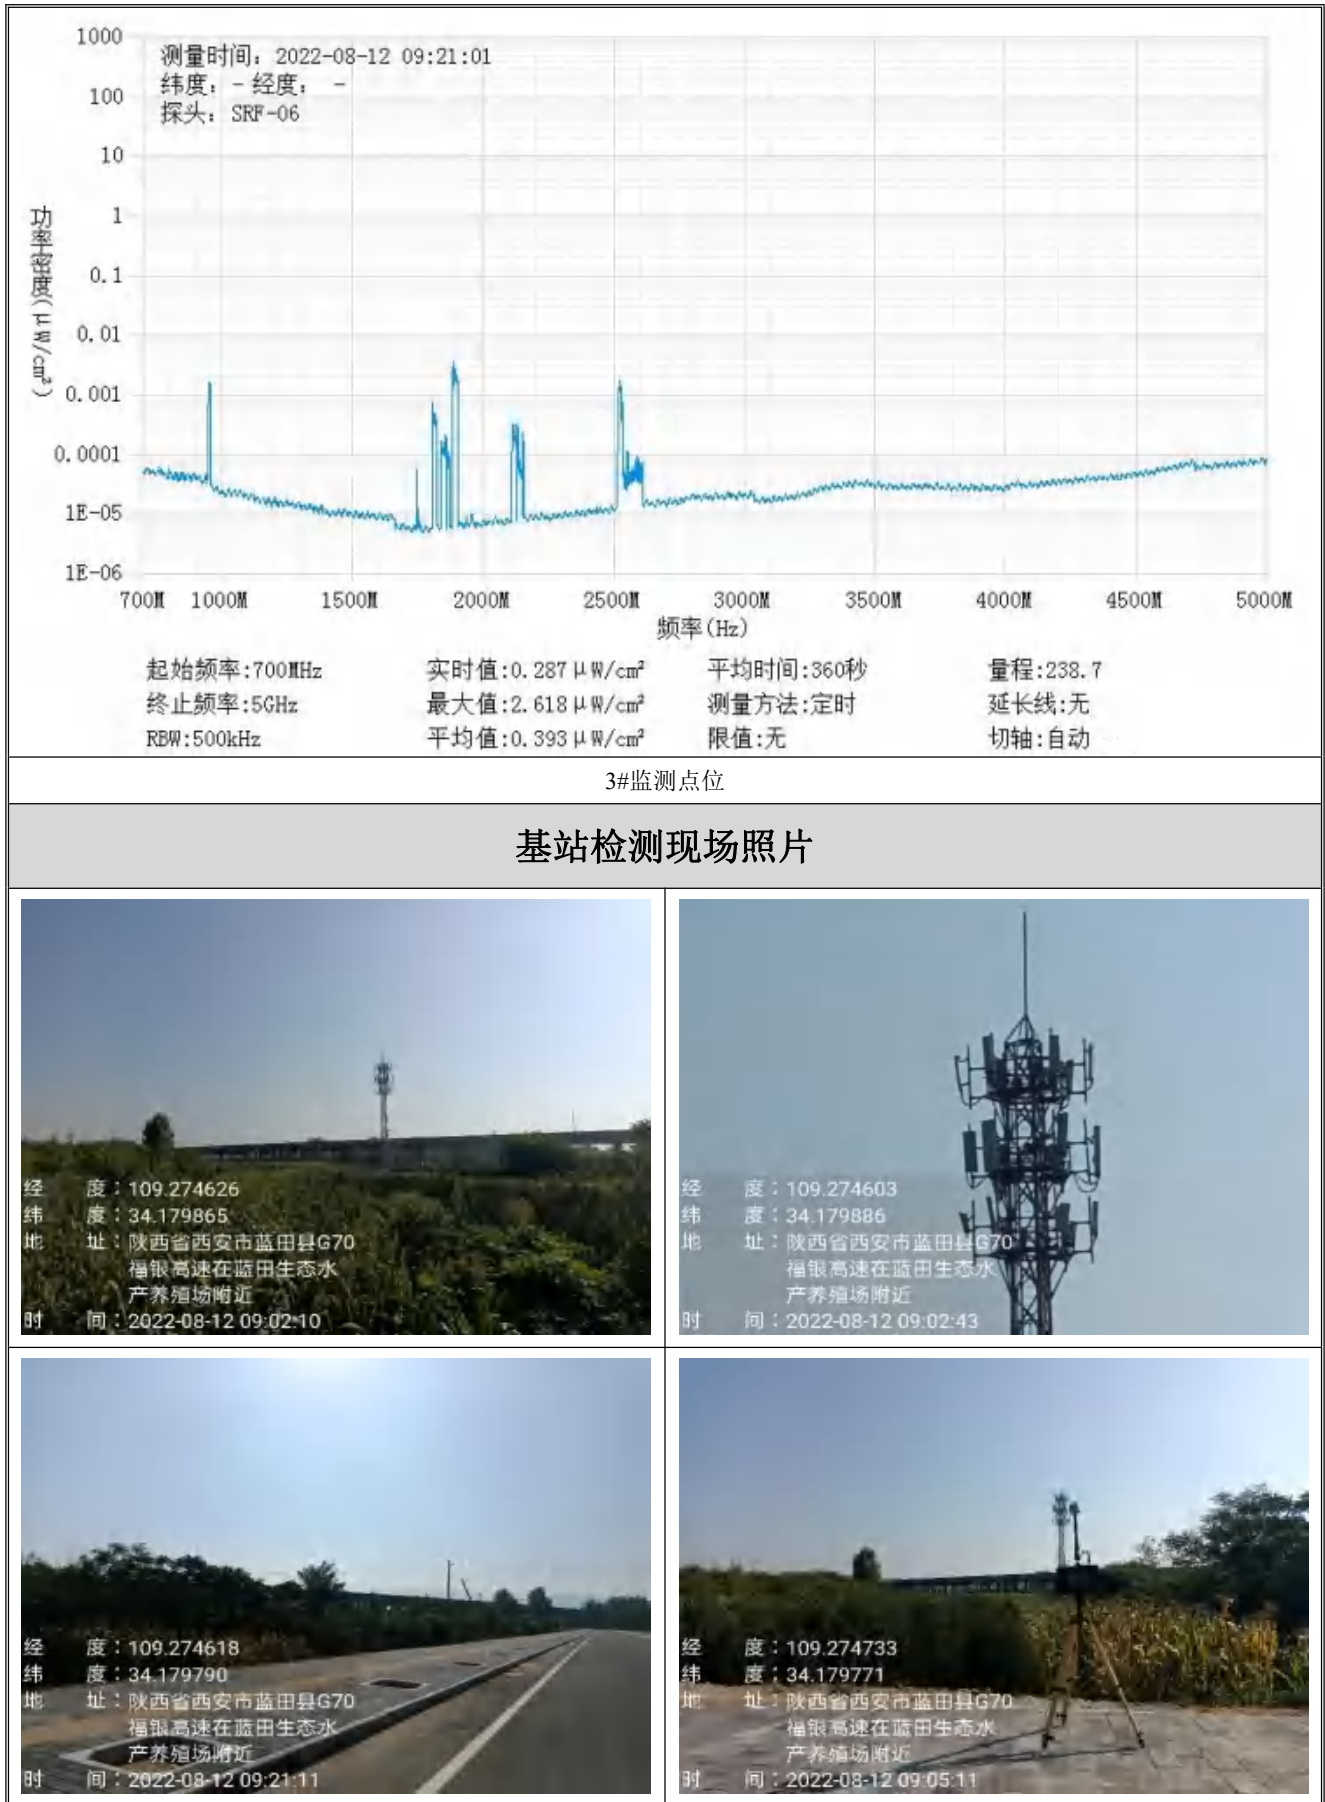 1000
100
10
1
0.1
0.01
0.001
0.0001
1E-05
1E-06
功率密度(μW/cm²)
测量时间: 2022-08-12 09:21:01
纬度: - 经度: -
探头: SRF-06
700M 1000M 1500M 2000M 2500M 3000M 3500M 4000M 4500M 5000M
频率(Hz)
起始频率:700MHz 实时值:0.287μW/cm² 平均时间:360秒 量程:238.7
终止频率:5GHz 最大值:2.618μW/cm² 测量方法:定时 延长线:无
RBW:500kHz 平均值:0.393μW/cm² 限值:无 切轴:自动
3#监测点位
基站检测现场照片
经 度:109.274626
纬 度:34.179865
地 址:陕西省西安市蓝田县G70
福银高速在蓝田生态水
产养殖场附近
时 间:2022-08-12 09:02:10
经 度:109.274603
纬 度:34.179886
地 址:陕西省西安市蓝田县G70
福银高速在蓝田生态水
产养殖场附近
时 间:2022-08-12 09:02:43
经 度:109.274618
纬 度:34.179790
地 址:陕西省西安市蓝田县G70
福银高速在蓝田生态水
产养殖场附近
时 间:2022-08-12 09:21:11
经 度:109.274733
纬 度:34.179771
地 址:陕西省西安市蓝田县G70
福银高速在蓝田生态水
产养殖场附近
时 间:2022-08-12 09:05:11